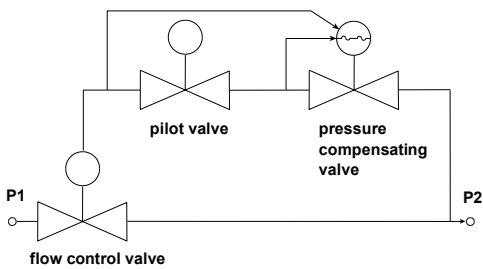 pilot valve
pressure
compensating
valve
P1
P2
flow control valve